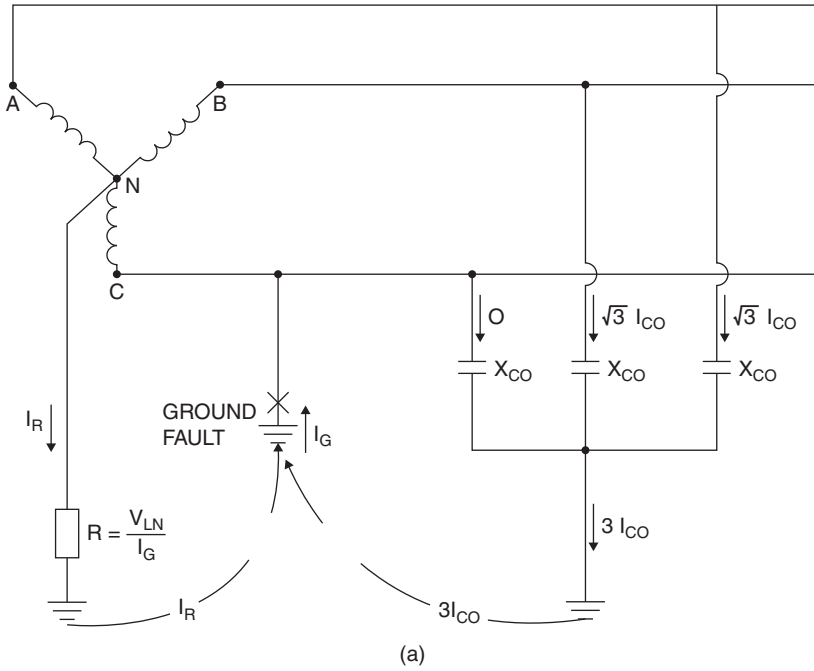 A
B
N
C
O
√3 I_CO
√3 I_CO
X_CO
X_CO
X_CO
I_R
GROUND
FAULT
I_G
R = V_LN / I_G
3 I_CO
I_R
3I_CO
(a)